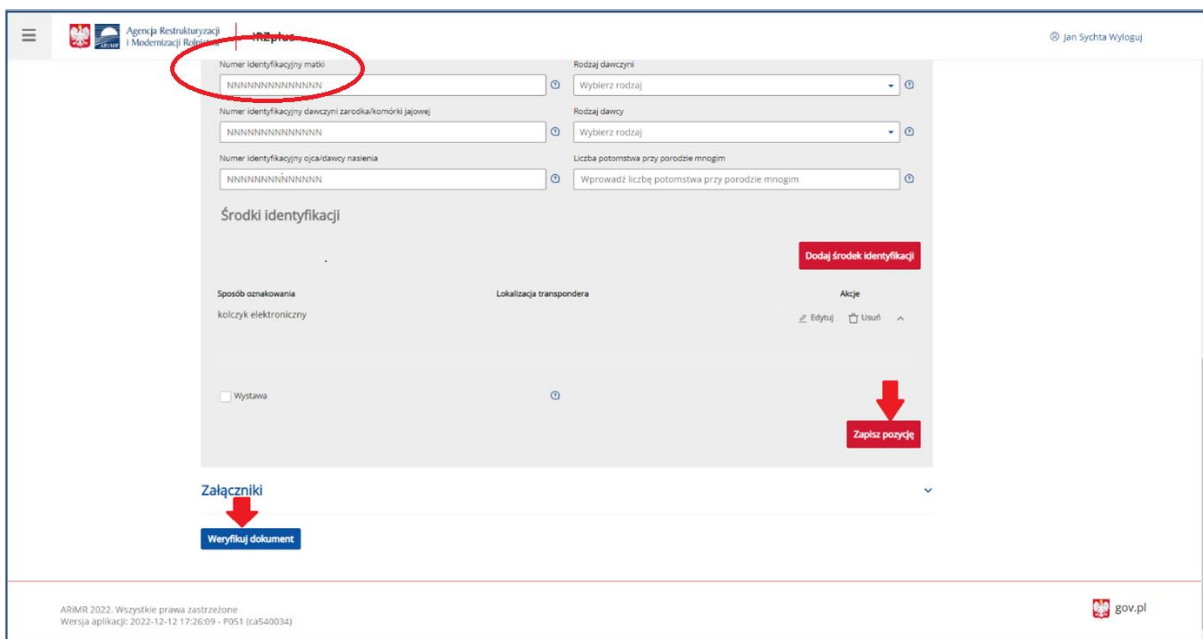 Agencja Restrukturyzacji
i Modernizacji Rolnictwa
IRZplus
Jan Sychta Wyloguj
Numer identyfikacyjny matki
Rodzaj dawczyni
NNNNNNNNNNNNNN
Wybierz rodzaj
Numer identyfikacyjny dawczyni zarodka/komórki jajowej
Rodzaj dawcy
NNNNNNNNNNNNNN
Wybierz rodzaj
Numer identyfikacyjny ojca/dawcy nasienia
Liczba potomstwa przy porodzie mnogim
NNNNNNNNNNNNNN
Wprowadź liczbę potomstwa przy porodzie mnogim
Środki identyfikacji
Dodaj środek identyfikacji
Sposób oznakowania
Lokalizacja transpondera
Akcje
kolczyk elektroniczny
Edytuj
Usuń
Wystawa
Zapisz pozycję
Załączniki
Weryfikuj dokument
ARiMR 2022. Wszystkie prawa zastrzeżone
Wersja aplikacji: 2022-12-12 17:26:09 - P051 (ca540034)
gov.pl